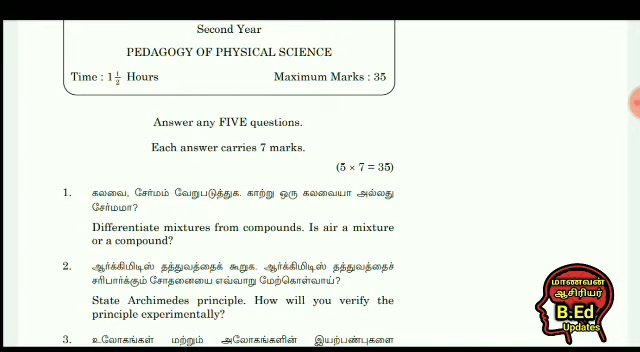 Second Year
PEDAGOGY OF PHYSICAL SCIENCE
Time : 1 1/2 Hours Maximum Marks : 35
Answer any FIVE questions.
Each answer carries 7 marks.
(5 × 7 = 35)
1. கலவை, சேர்மம் வேறுபடுத்துக. காற்று ஒரு கலவையா அல்லது
சேர்மமா?
Differentiate mixtures from compounds. Is air a mixture
or a compound?
2. ஆர்க்கிமிடிஸ் தத்துவத்தைக் கூறுக. ஆர்க்கிமிடிஸ் தத்துவத்தைச்
சரிபார்க்கும் சோதனையை எவ்வாறு மேற்கொள்வாய்?
State Archimedes principle. How will you verify the
principle experimentally?
3. உலோகங்கள் மற்றும் அலோகங்களின் இயற்பண்புகளை
மாணவன்
ஆசிரியர்
B:Ed
Updates